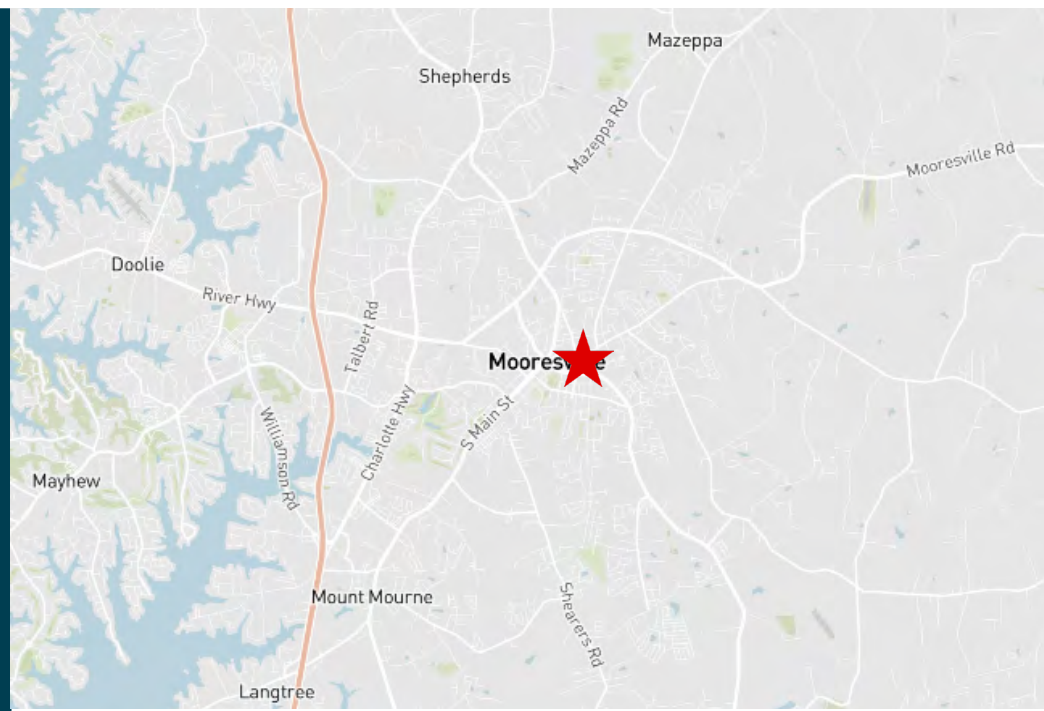 Mazeppa
Shepherds
Mazeppa Rd
Mooresville Rd
Doolie
River Hwy
Talbert Rd
Mooresville
Charlotte Hwy
S Main St
Williamson Rd
Mayhew
Mount Mourne
Shearers Rd
Langtree